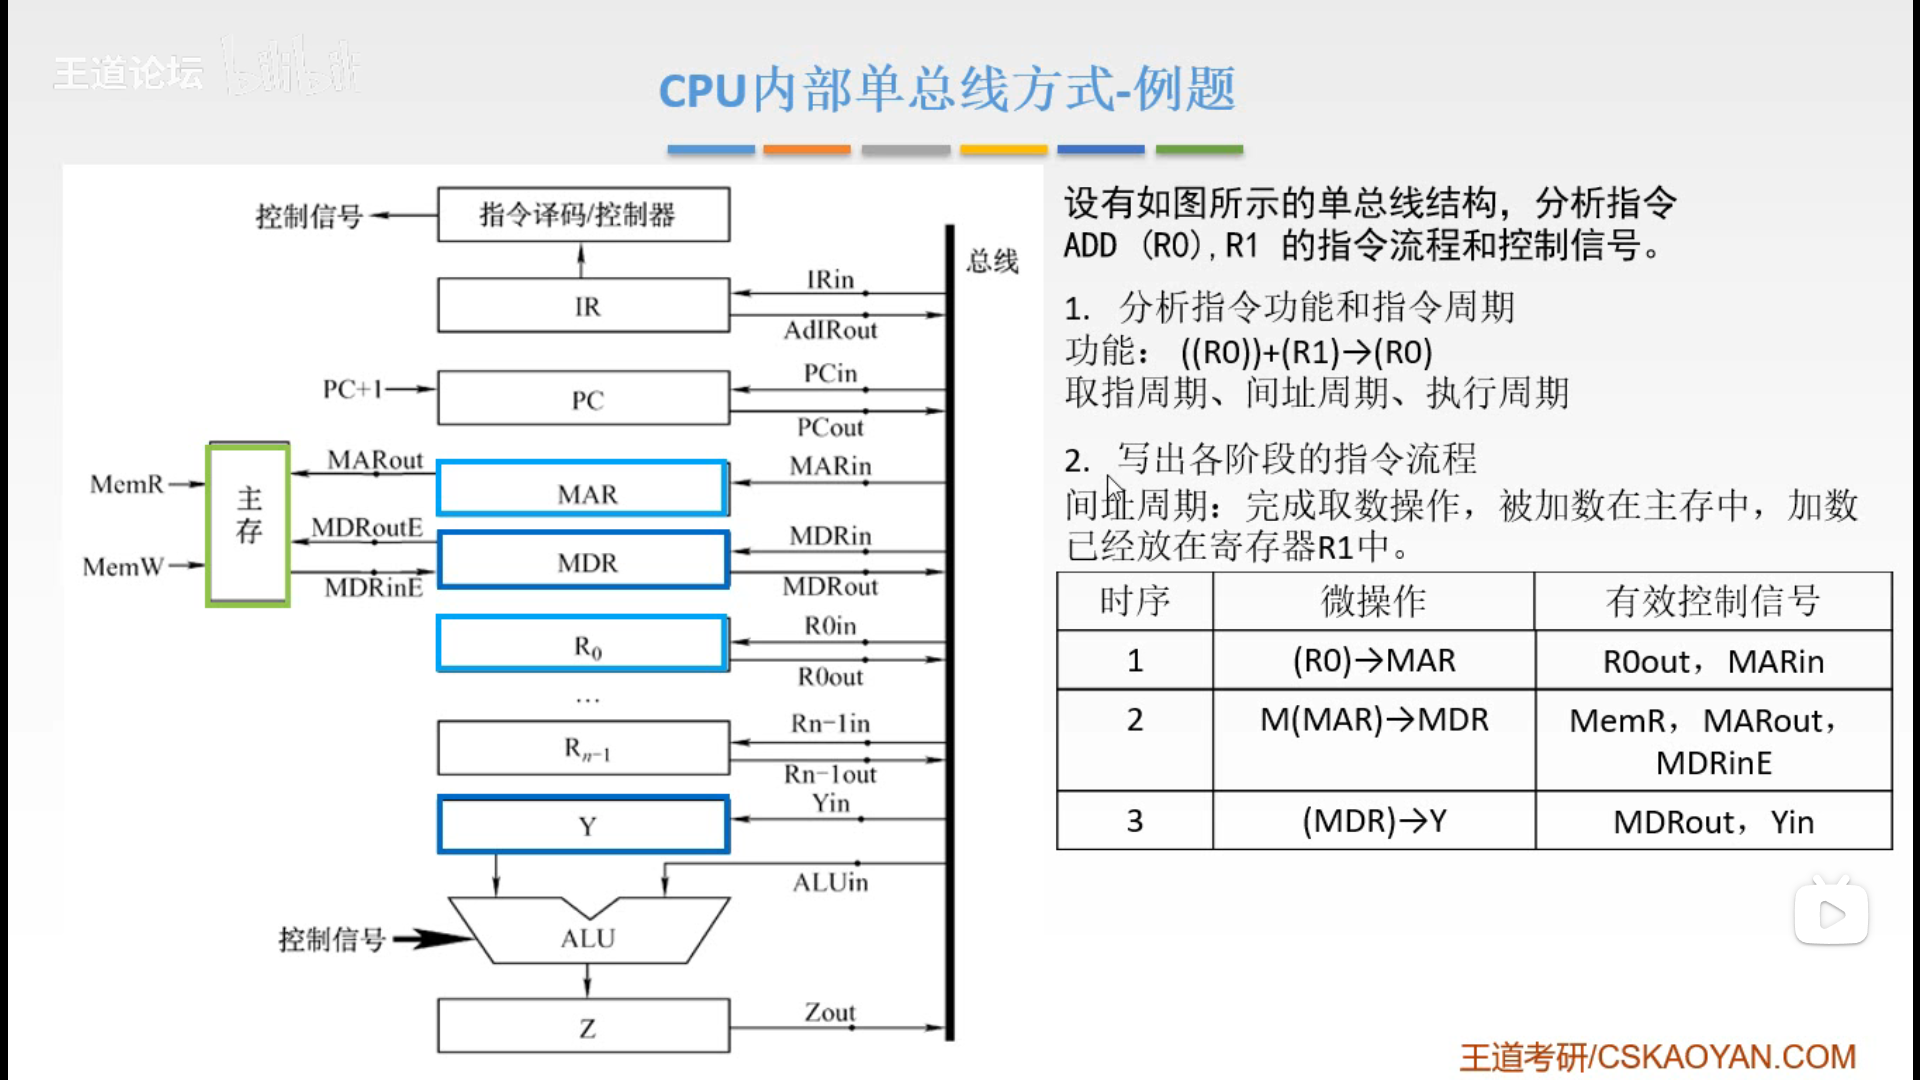 王道论坛 bilibili
CPU内部单总线方式-例题
控制信号
指令译码/控制器
总线
IR
IRin
AdIRout
PC+1
PC
PCin
PCout
MARout
MAR
MARin
MemR
主存
MDRoutE
MDR
MDRin
MemW
MDRinE
MDRout
R0
R0in
R0out
...
Rn-1
Rn-1in
Rn-1out
Y
Yin
ALUin
控制信号
ALU
Z
Zout
设有如图所示的单总线结构，分析指令
ADD (R0),R1 的指令流程和控制信号。
1. 分析指令功能和指令周期
功能： ((R0))+(R1)→(R0)
取指周期、间址周期、执行周期
2. 写出各阶段的指令流程
间址周期：完成取数操作，被加数在主存中，加数
已经放在寄存器R1中。
时序 微操作 有效控制信号
1 (R0)→MAR R0out，MARin
2 M(MAR)→MDR MemR，MARout，
MDRinE
3 (MDR)→Y MDRout，Yin
王道考研/CSKAOYAN.COM